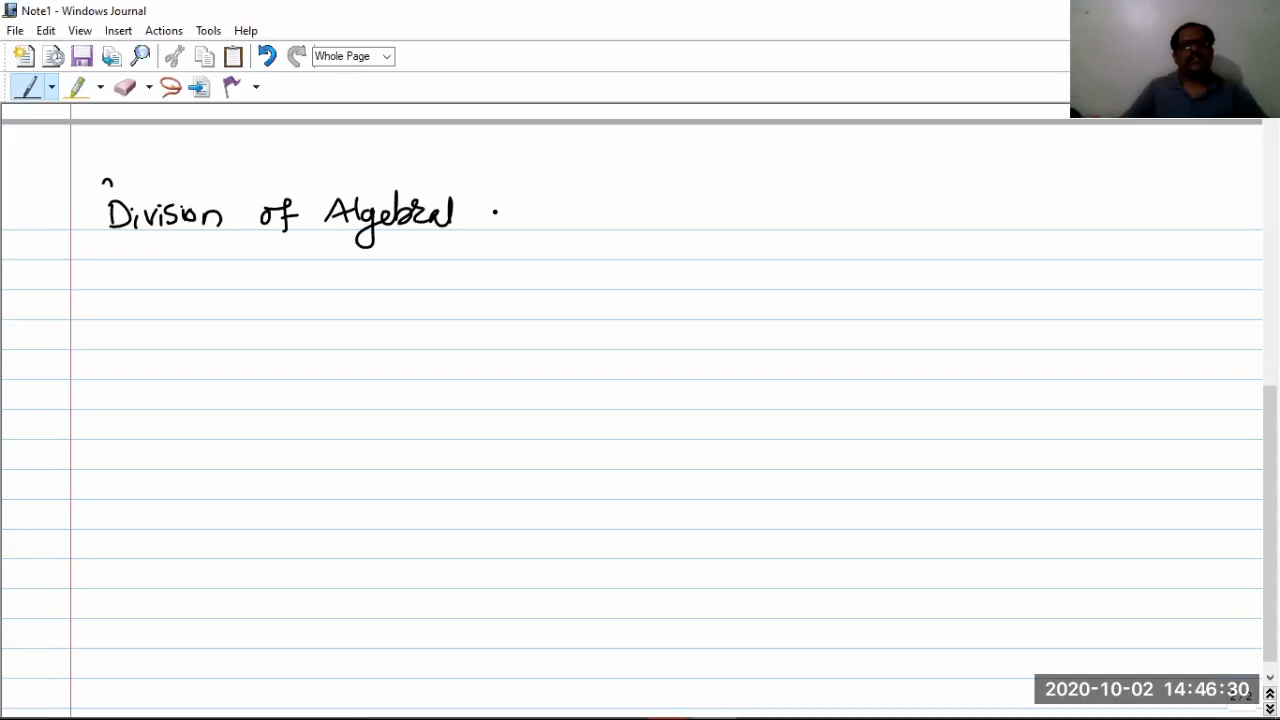 Note1 - Windows Journal
File Edit View Insert Actions Tools Help
Whole Page
Division of Algebral
2020-10-02 14:46:30